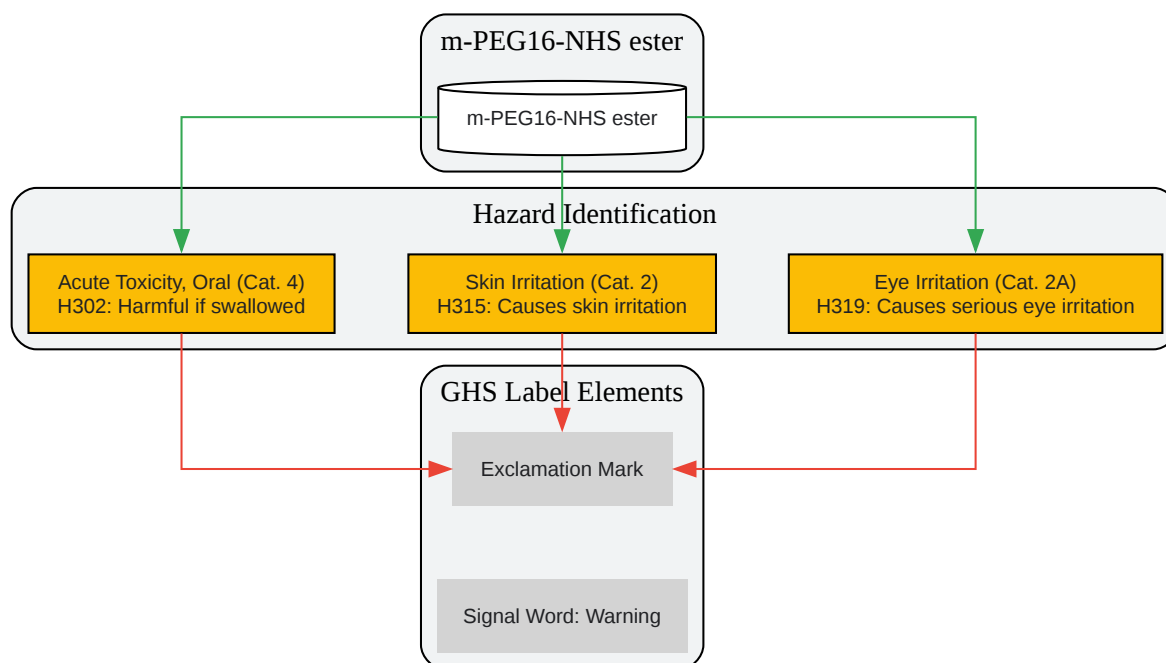 m-PEG16-NHS ester
m-PEG16-NHS ester
Hazard Identification
Acute Toxicity, Oral (Cat. 4)
H302: Harmful if swallowed
Skin Irritation (Cat. 2)
H315: Causes skin irritation
Eye Irritation (Cat. 2A)
H319: Causes serious eye irritation
GHS Label Elements
Exclamation Mark
Signal Word: Warning